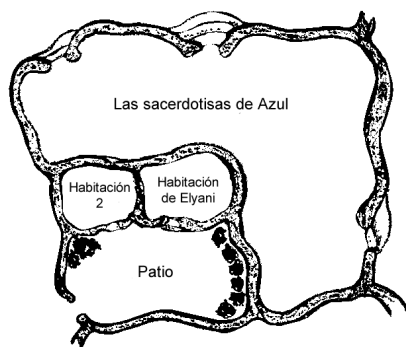 Las sacerdotisas de Azul
Habitación
2
Habitación
de Elyani
Patio